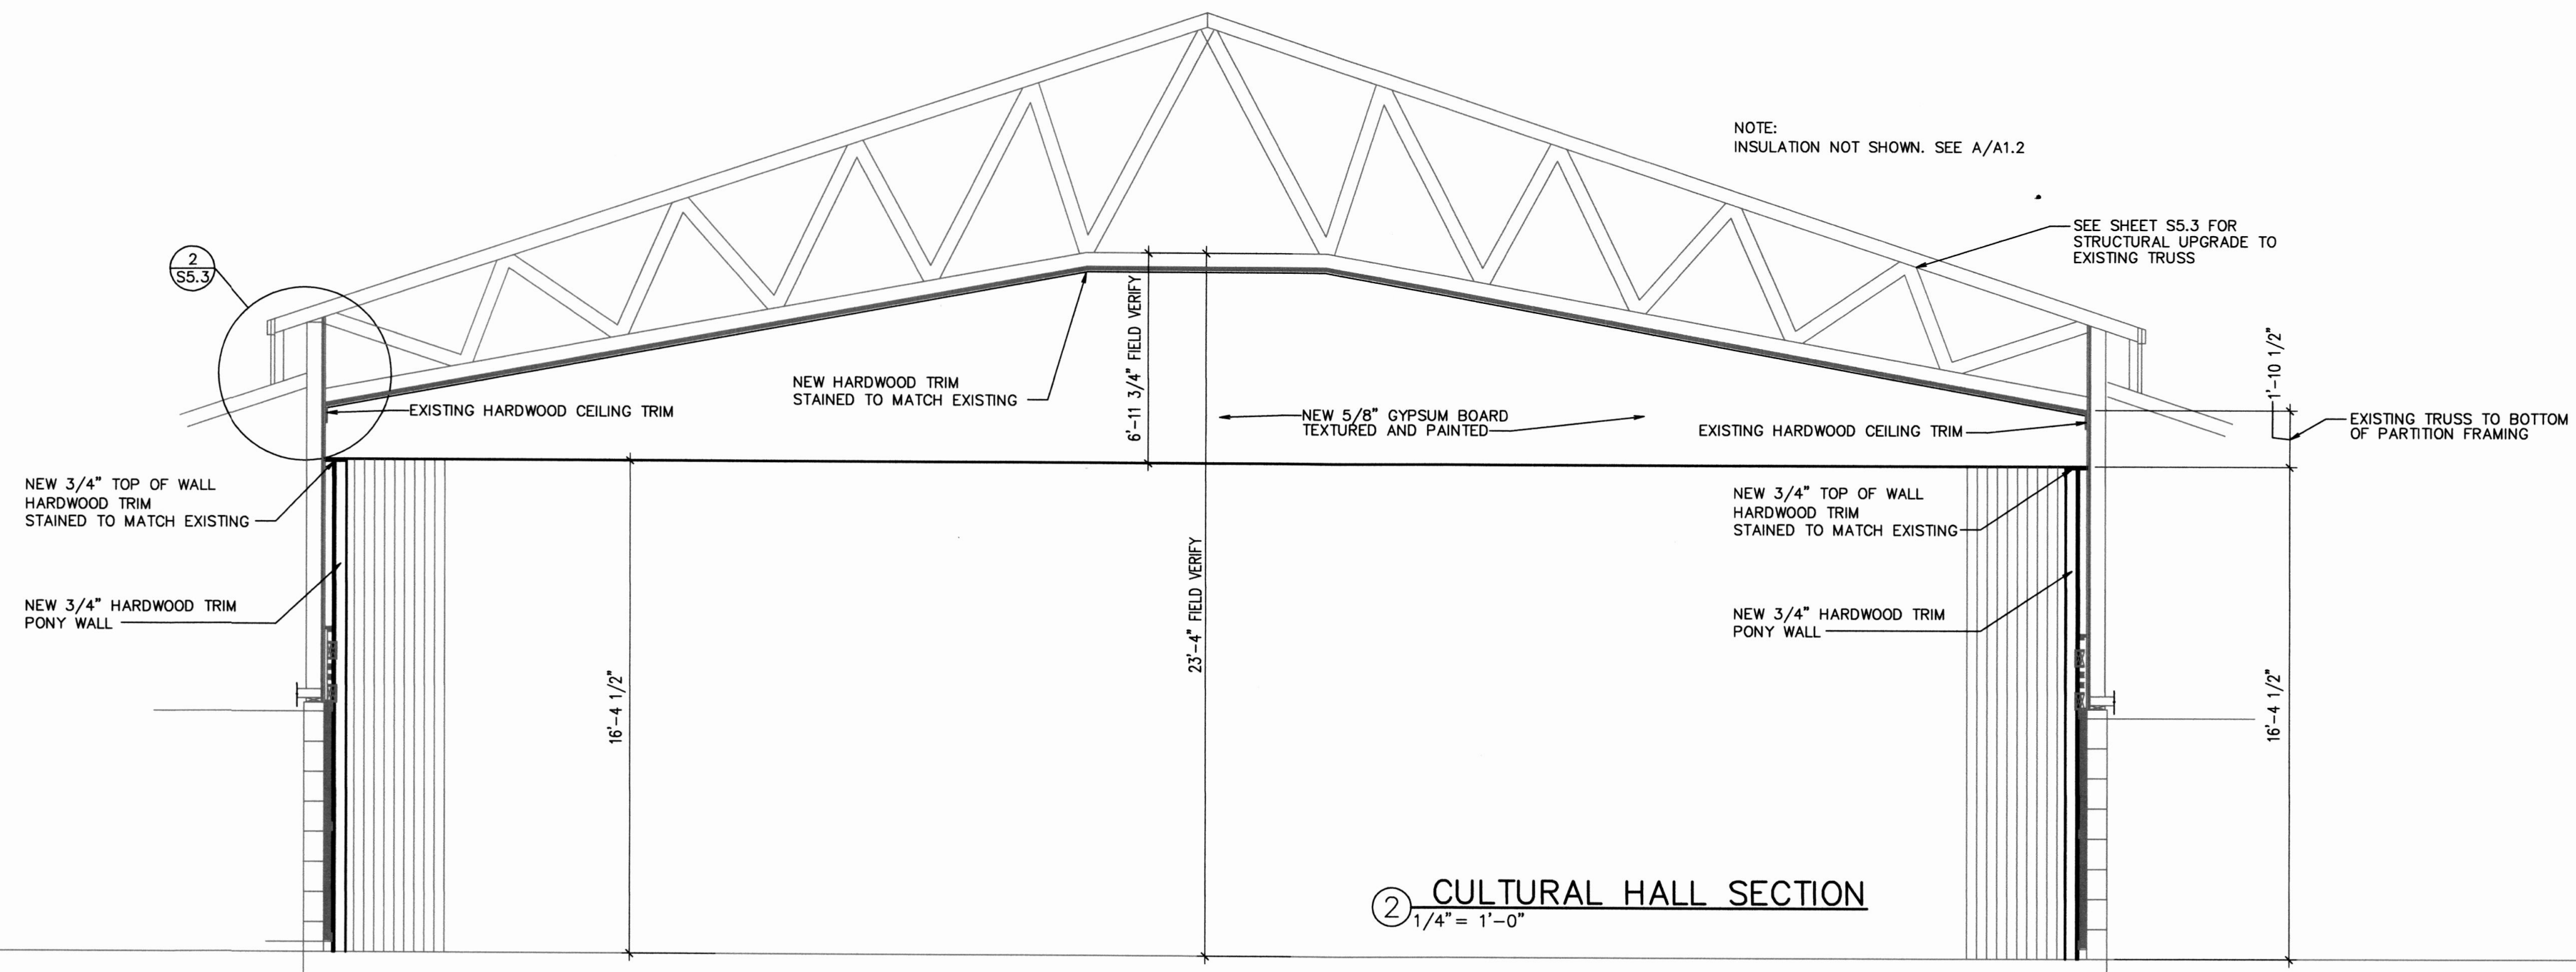 NOTE:
INSULATION NOT SHOWN. SEE A/A1.2
SEE SHEET S5.3 FOR
STRUCTURAL UPGRADE TO
EXISTING TRUSS
2
S5.3
6'-11 3/4" FIELD VERIFY
1'-10 1/2"
NEW HARDWOOD TRIM
STAINED TO MATCH EXISTING
EXISTING HARDWOOD CEILING TRIM
NEW 5/8" GYPSUM BOARD
TEXTURED AND PAINTED
EXISTING HARDWOOD CEILING TRIM
EXISTING TRUSS TO BOTTOM
OF PARTITION FRAMING
NEW 3/4" TOP OF WALL
HARDWOOD TRIM
STAINED TO MATCH EXISTING
NEW 3/4" TOP OF WALL
HARDWOOD TRIM
STAINED TO MATCH EXISTING
23'-4" FIELD VERIFY
NEW 3/4" HARDWOOD TRIM
PONY WALL
NEW 3/4" HARDWOOD TRIM
PONY WALL
16'-4 1/2"
16'-4 1/2"
2 CULTURAL HALL SECTION
1/4" = 1'-0"